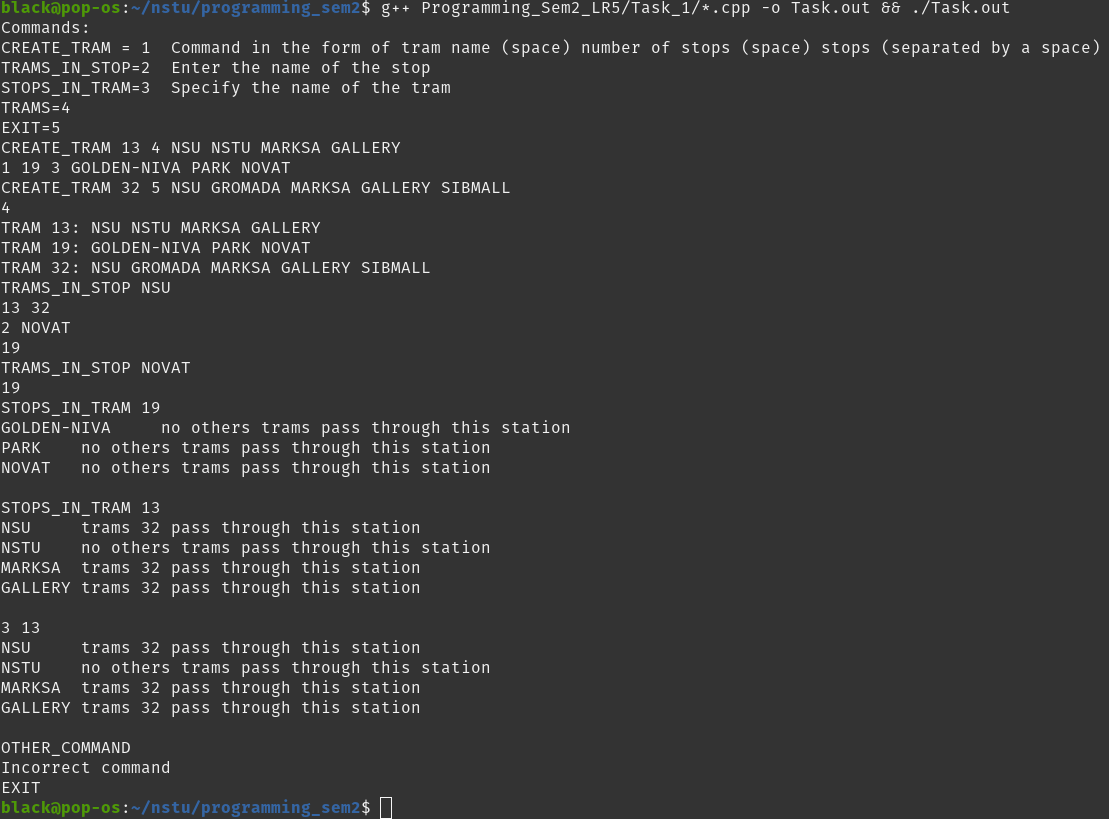 black@pop-os:~/nstu/programming_sem2$ g++ Programming_Sem2_LR5/Task_1/*.cpp -o Task.out && ./Task.out
Commands:
CREATE_TRAM = 1  Command in the form of tram name (space) number of stops (space) stops (separated by a space)
TRAMS_IN_STOP=2  Enter the name of the stop
STOPS_IN_TRAM=3  Specify the name of the tram
TRAMS=4
EXIT=5
CREATE_TRAM 13 4 NSU NSTU MARKSA GALLERY
1 19 3 GOLDEN-NIVA PARK NOVAT
CREATE_TRAM 32 5 NSU GROMADA MARKSA GALLERY SIBMALL
4
TRAM 13: NSU NSTU MARKSA GALLERY
TRAM 19: GOLDEN-NIVA PARK NOVAT
TRAM 32: NSU GROMADA MARKSA GALLERY SIBMALL
TRAMS_IN_STOP NSU
13 32
2 NOVAT
19
TRAMS_IN_STOP NOVAT
19
STOPS_IN_TRAM 19
GOLDEN-NIVA     no others trams pass through this station
PARK    no others trams pass through this station
NOVAT   no others trams pass through this station

STOPS_IN_TRAM 13
NSU     trams 32 pass through this station
NSTU    no others trams pass through this station
MARKSA  trams 32 pass through this station
GALLERY trams 32 pass through this station

3 13
NSU     trams 32 pass through this station
NSTU    no others trams pass through this station
MARKSA  trams 32 pass through this station
GALLERY trams 32 pass through this station

OTHER_COMMAND
Incorrect command
EXIT
black@pop-os:~/nstu/programming_sem2$